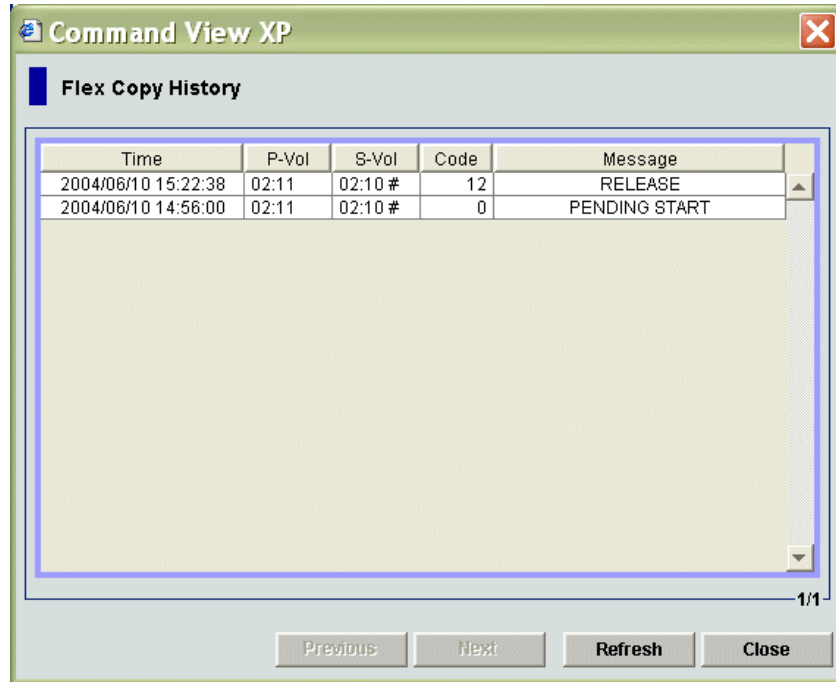 Command View XP
Flex Copy History
Time P-Vol S-Vol Code Message
2004/06/10 15:22:38 02:11 02:10 # 12 RELEASE
2004/06/10 14:56:00 02:11 02:10 # 0 PENDING START
1/1
Previous Next Refresh Close